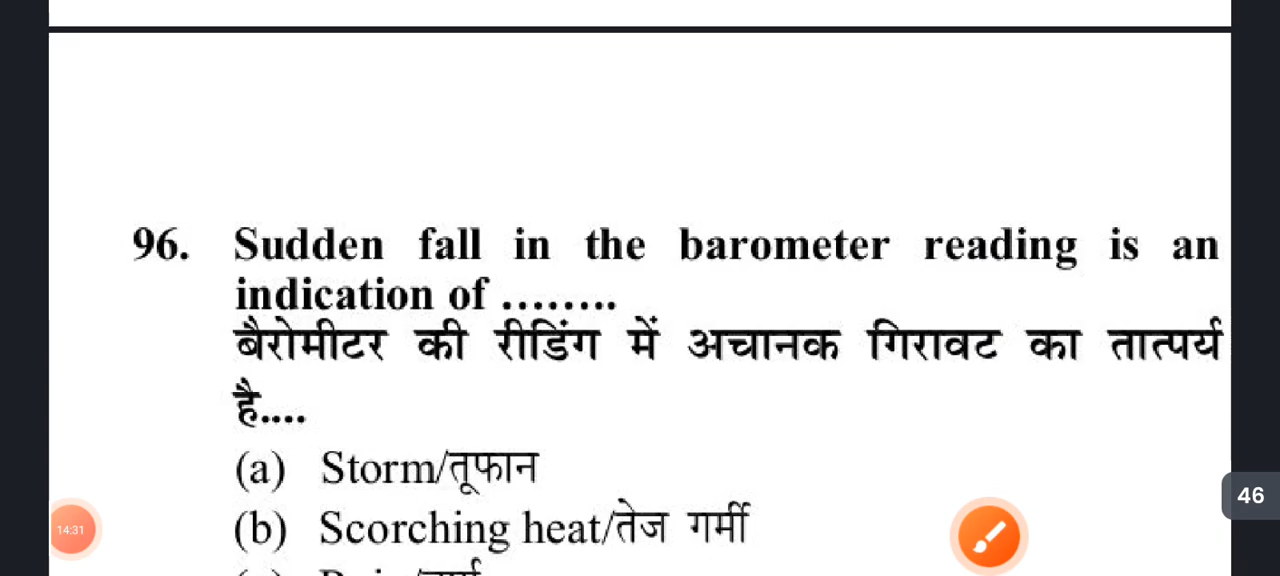 96. Sudden fall in the barometer reading is an
indication of ........
बैरोमीटर की रीडिंग में अचानक गिरावट का तात्पर्य
है....
(a) Storm/तूफान
(b) Scorching heat/तेज गर्मी
46
14:31